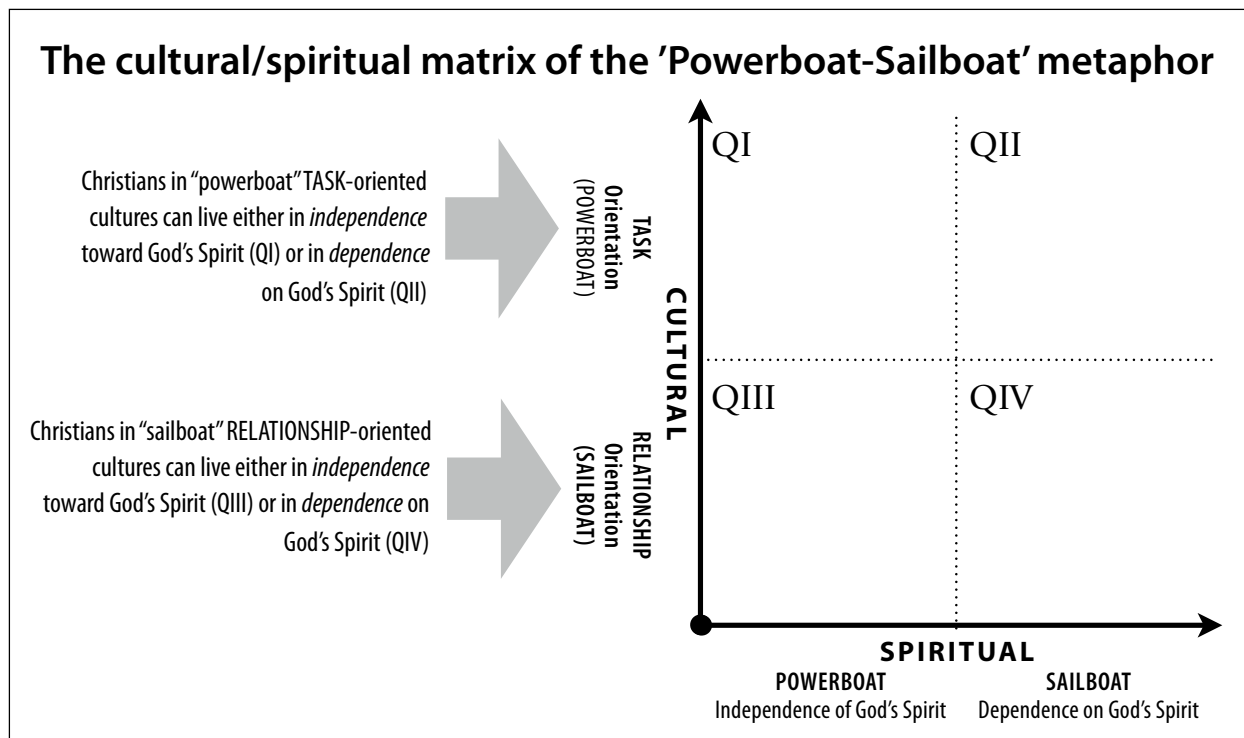 The cultural/spiritual matrix of the ’Powerboat-Sailboat’ metaphor
Christians in “powerboat” TASK-oriented
cultures can live either in independence
toward God’s Spirit (QI) or in dependence
on God’s Spirit (QII)
TASK
Orientation
(POWERBOAT)
Christians in “sailboat” RELATIONSHIP-oriented
cultures can live either in independence
toward God’s Spirit (QIII) or in dependence on
God’s Spirit (QIV)
RELATIONSHIP
Orientation
(SAILBOAT)
CULTURAL
QI
QII
QIII
QIV
SPIRITUAL
POWERBOAT
Independence of God’s Spirit
SAILBOAT
Dependence on God’s Spirit